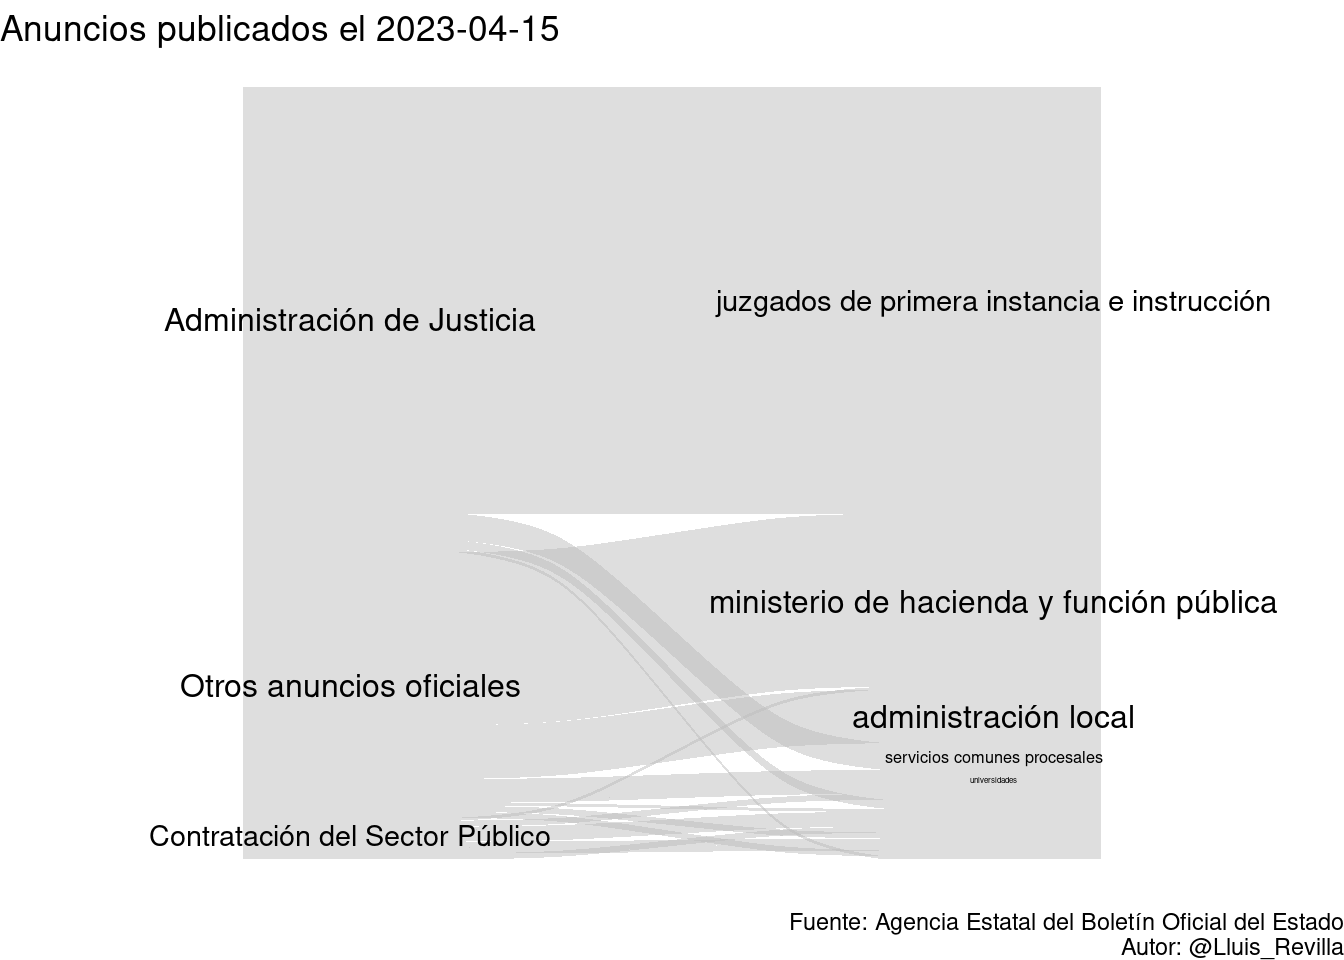 Anuncios publicados el 2023-04-15
juzgados de primera instancia e instrucción
Administración de Justicia
ministerio de hacienda y función pública
Otros anuncios oficiales
administración local
servicios comunes procesales
universidades
Contratación del Sector Público
Fuente: Agencia Estatal del Boletín Oficial del Estado
Autor: @Lluis_Revilla